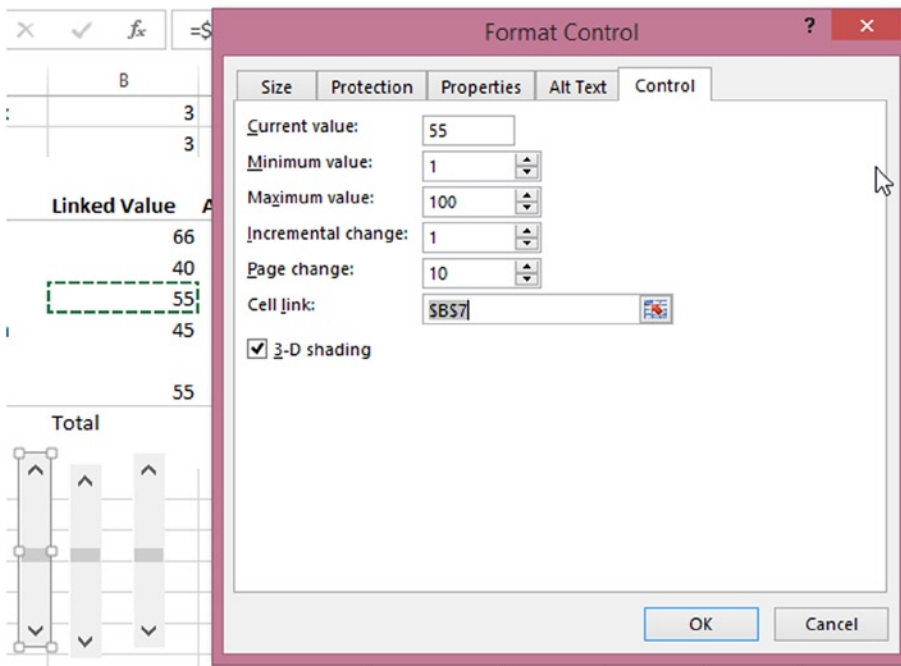 fx =$
Format Control ?
B
Size Protection Properties Alt Text Control
3
3
Current value: 55
Minimum value: 1
Maximum value: 100
Incremental change: 1
Page change: 10
Cell link: $B$7
3-D shading
Linked Value A
66
40
55
45
55
Total
OK Cancel